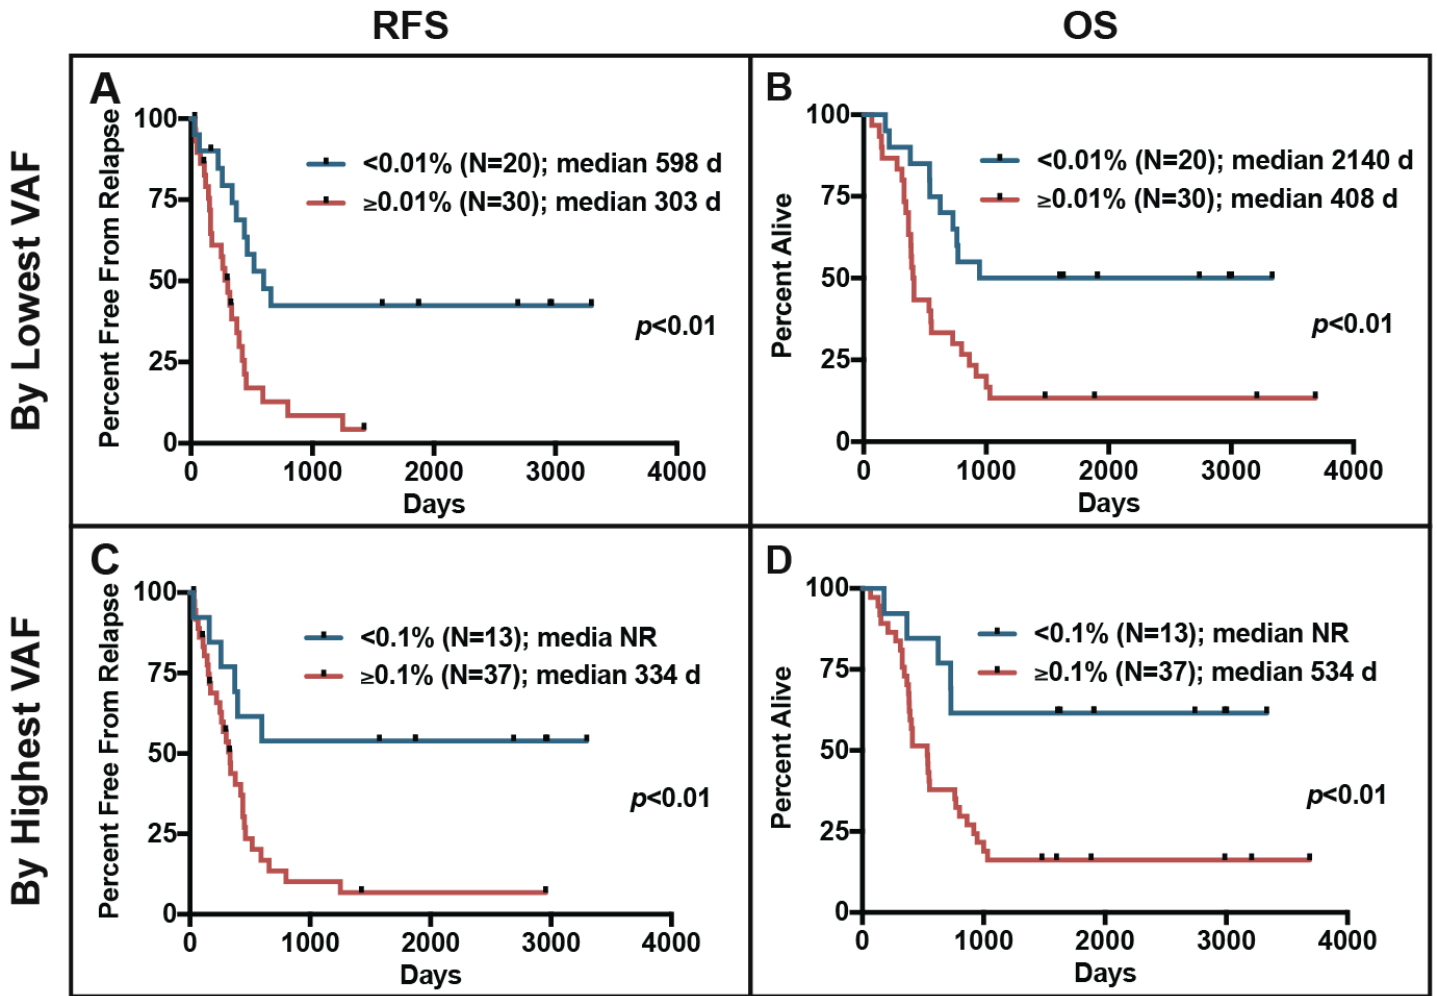 RFS
OS
By Lowest VAF
A
Percent Free From Relapse
100
75
50
25
0
<0.01% (N=20); median 598 d
≥0.01% (N=30); median 303 d
p<0.01
0 1000 2000 3000 4000
Days
B
Percent Alive
100
75
50
25
0
<0.01% (N=20); median 2140 d
≥0.01% (N=30); median 408 d
p<0.01
0 1000 2000 3000 4000
Days
By Highest VAF
C
Percent Free From Relapse
100
75
50
25
0
<0.1% (N=13); media NR
≥0.1% (N=37); median 334 d
p<0.01
0 1000 2000 3000 4000
Days
D
Percent Alive
100
75
50
25
0
<0.1% (N=13); median NR
≥0.1% (N=37); median 534 d
p<0.01
0 1000 2000 3000 4000
Days